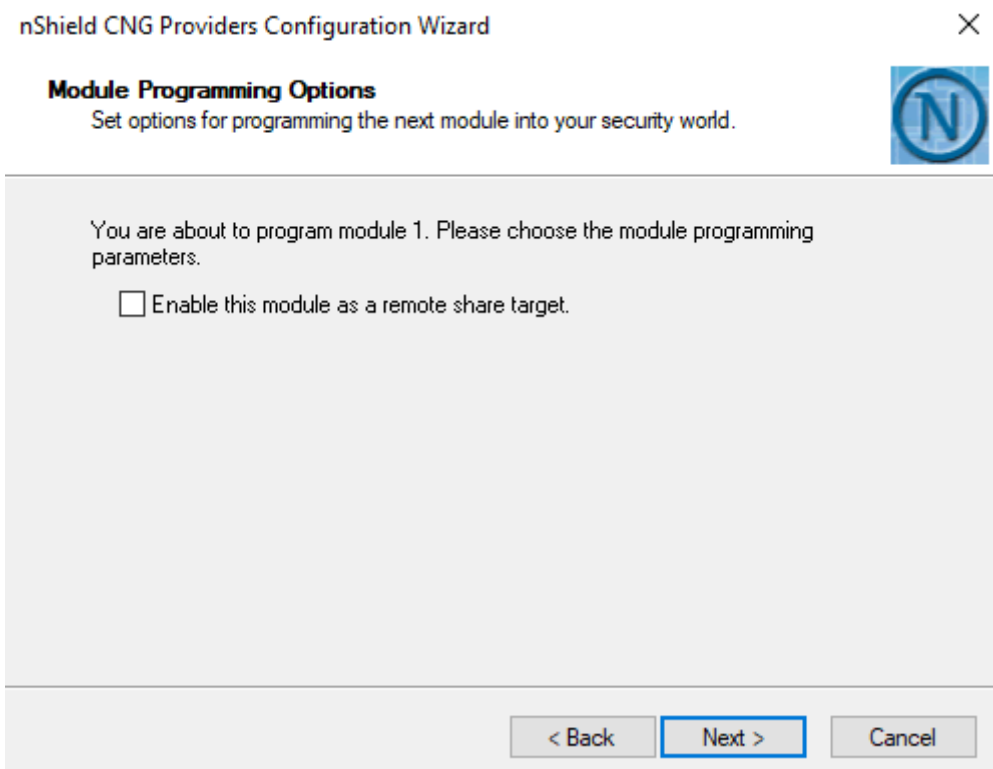 nShield CNG Providers Configuration Wizard
Module Programming Options
Set options for programming the next module into your security world.
N
You are about to program module 1. Please choose the module programming
parameters.
Enable this module as a remote share target.
< Back
Next >
Cancel